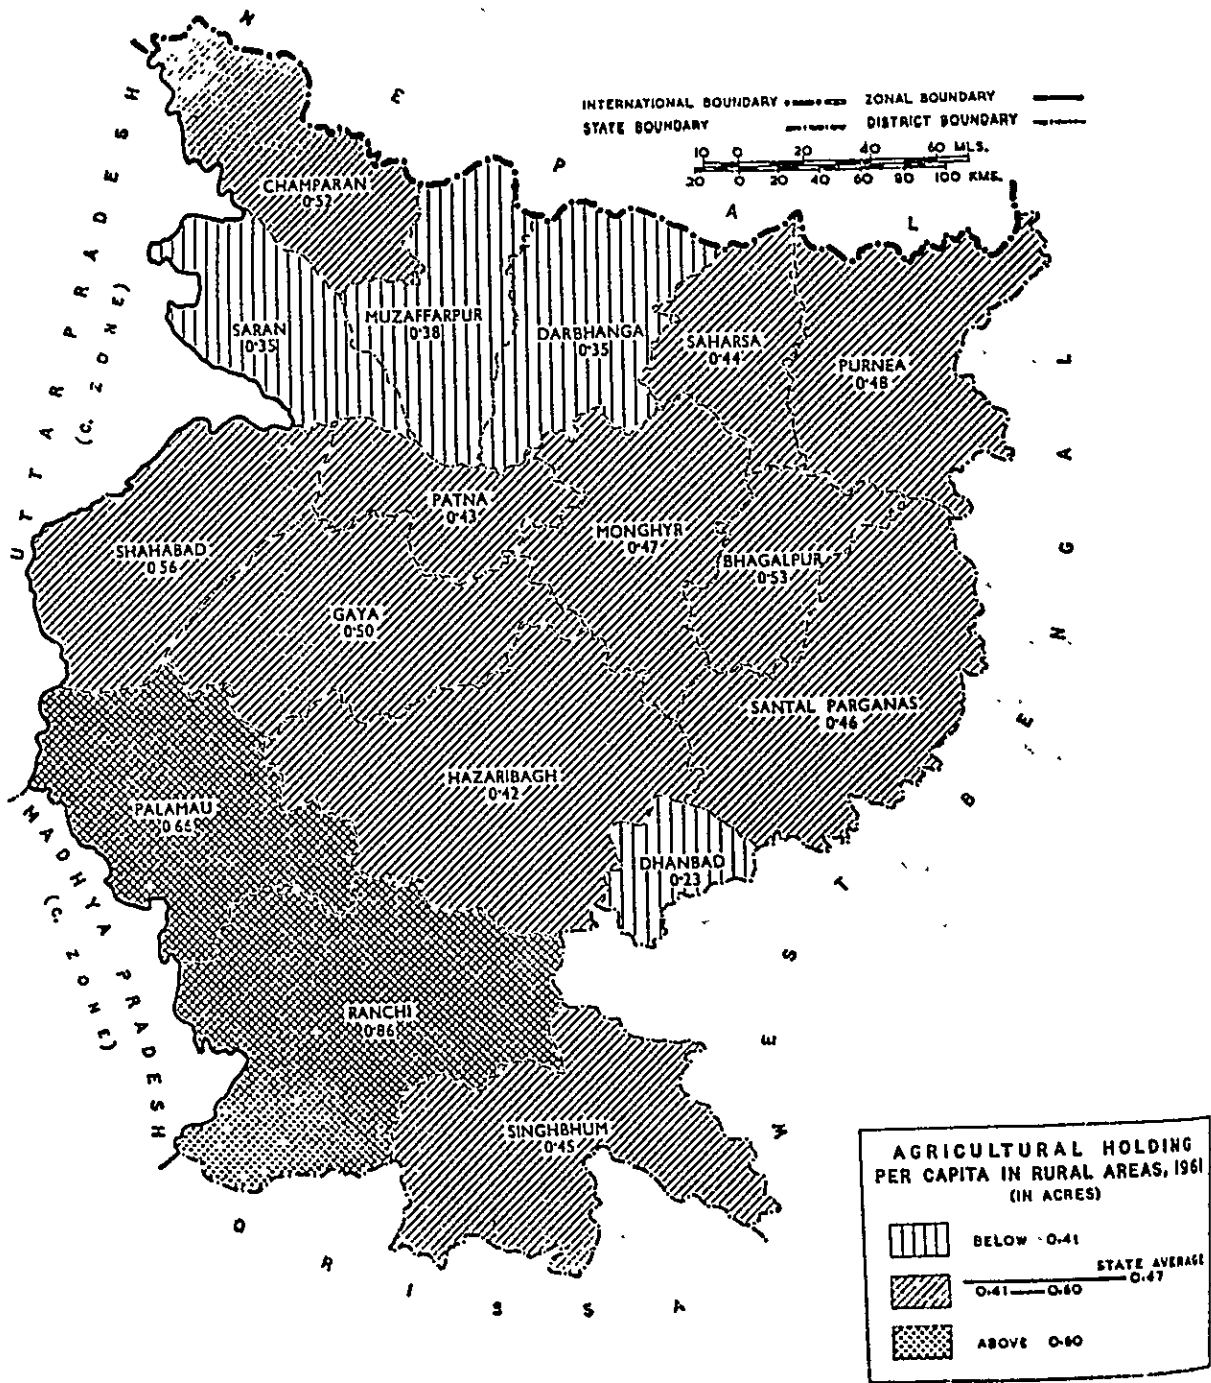 NEPAL
INTERNATIONAL BOUNDARY
ZONAL BOUNDARY
STATE BOUNDARY
DISTRICT BOUNDARY
10 0 20 40 60 MLS.
20 0 20 40 60 80 100 KMS.
UTTAR PRADESH
(C. ZONE)
CHAMPARAN
0·52
SARAN
0·35
MUZAFFARPUR
0·38
DARBHANGA
0·35
SAHARSA
0·44
PURNEA
0·48
PATNA
0·43
MONGHYR
0·47
SHAHABAD
0·56
BHAGALPUR
0·53
GAYA
0·50
SANTAL PARGANAS
0·46
HAZARIBAGH
0·42
PALAMAU
0·66
DHANBAD
0·23
RANCHI
0·86
SINGHBHUM
0·45
MADHYA PRADESH
(C. ZONE)
WEST BENGAL
ORISSA
AGRICULTURAL HOLDING
PER CAPITA IN RURAL AREAS, 1961
(IN ACRES)
BELOW 0·41
STATE AVERAGE
0·47
0·41—0·60
ABOVE 0·60